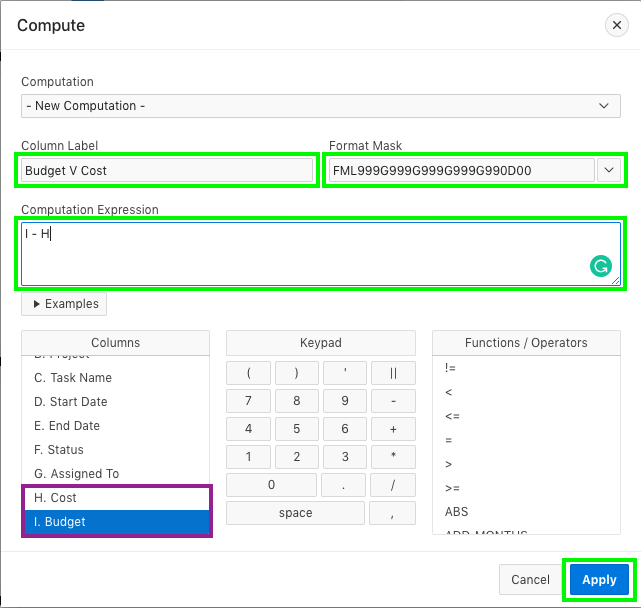 Compute
Computation
- New Computation -
Column Label
Format Mask
Budget V Cost
FML999G999G999G999G990D00
Computation Expression
I - H
Examples
Columns
B. Project
C. Task Name
D. Start Date
E. End Date
F. Status
G. Assigned To
H. Cost
I. Budget
Keypad
( ) ' ||
7 8 9 -
4 5 6 +
1 2 3 *
0 . /
space ,
Functions / Operators
!=
<
<=
=
>
>=
ABS
ADD_MONTHS
Cancel
Apply